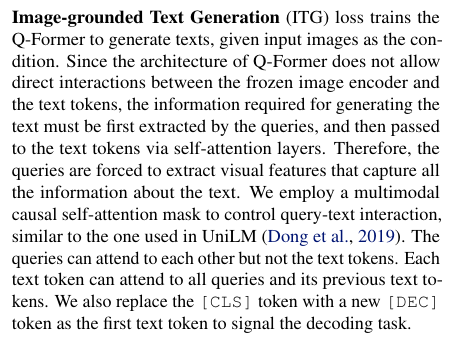 Image-grounded Text Generation (ITG) loss trains the
Q-Former to generate texts, given input images as the con-
dition. Since the architecture of Q-Former does not allow
direct interactions between the frozen image encoder and
the text tokens, the information required for generating the
text must be first extracted by the queries, and then passed
to the text tokens via self-attention layers. Therefore, the
queries are forced to extract visual features that capture all
the information about the text. We employ a multimodal
causal self-attention mask to control query-text interaction,
similar to the one used in UniLM (Dong et al., 2019). The
queries can attend to each other but not the text tokens. Each
text token can attend to all queries and its previous text to-
kens. We also replace the [CLS] token with a new [DEC]
token as the first text token to signal the decoding task.